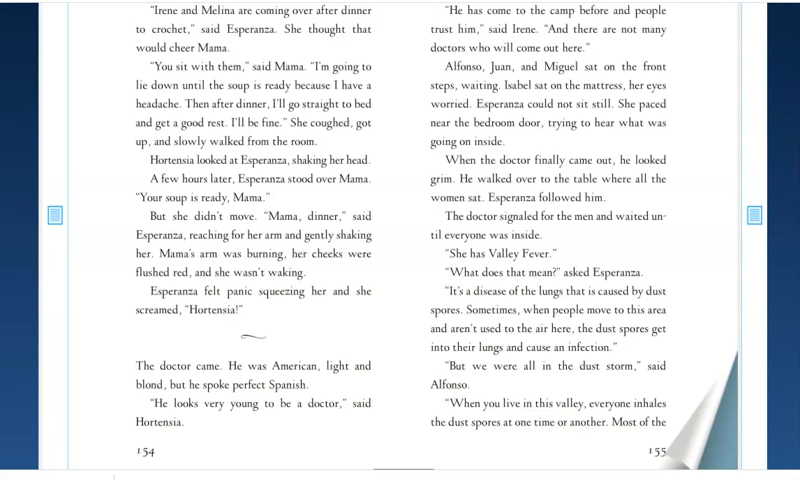 “Irene and Melina are coming over after dinner
to crochet,” said Esperanza. She thought that
would cheer Mama.
“You sit with them,” said Mama. “I’m going to
lie down until the soup is ready because I have a
headache. Then after dinner, I’ll go straight to bed
and get a good rest. I’ll be fine.” She coughed, got
up, and slowly walked from the room.
Hortensia looked at Esperanza, shaking her head.
A few hours later, Esperanza stood over Mama.
“Your soup is ready, Mama.”
But she didn’t move. “Mama, dinner,” said
Esperanza, reaching for her arm and gently shaking
her. Mama’s arm was burning, her cheeks were
flushed red, and she wasn’t waking.
Esperanza felt panic squeezing her and she
screamed, “Hortensia!”
The doctor came. He was American, light and
blond, but he spoke perfect Spanish.
“He looks very young to be a doctor,” said
Hortensia.
154
“He has come to the camp before and people
trust him,” said Irene. “And there are not many
doctors who will come out here.”
Alfonso, Juan, and Miguel sat on the front
steps, waiting. Isabel sat on the mattress, her eyes
worried. Esperanza could not sit still. She paced
near the bedroom door, trying to hear what was
going on inside.
When the doctor finally came out, he looked
grim. He walked over to the table where all the
women sat. Esperanza followed him.
The doctor signaled for the men and waited un-
til everyone was inside.
“She has Valley Fever.”
“What does that mean?” asked Esperanza.
“It’s a disease of the lungs that is caused by dust
spores. Sometimes, when people move to this area
and aren’t used to the air here, the dust spores get
into their lungs and cause an infection.”
“But we were all in the dust storm,” said
Alfonso.
“When you live in this valley, everyone inhales
the dust spores at one time or another. Most of the
155